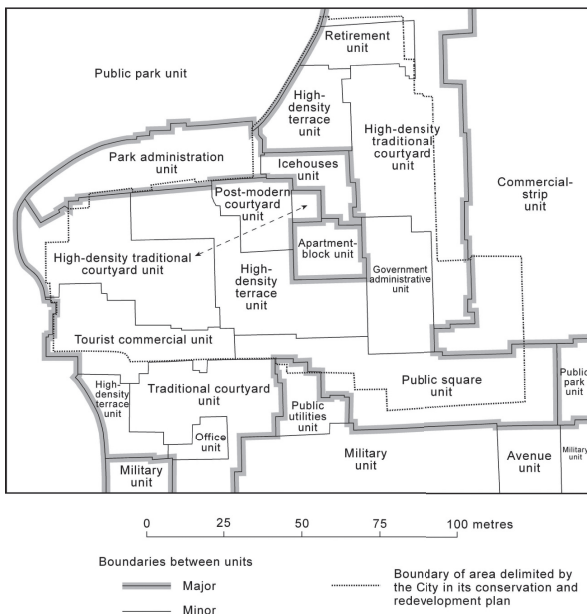 Retirement
unit
Public park unit
High-
density
terrace
unit
High-density
traditional
courtyard
unit
Park administration
unit
Icehouses
unit
Commercial-
strip
unit
Post-modern
courtyard
unit
High-density traditional
courtyard unit
Apartment-
block unit
High-
density
terrace
unit
Government
administrative
unit
Tourist commercial unit
High-
density
terrace
unit
Traditional courtyard
unit
Public square
unit
Public
park
unit
Public
utilities
unit
Office
unit
Military
unit
Military
unit
Avenue
unit
Military
unit
0 25 50 75 100 metres
Boundaries between units
Major
Minor
Boundary of area delimited by
the City in its conservation and
redevelopment plan